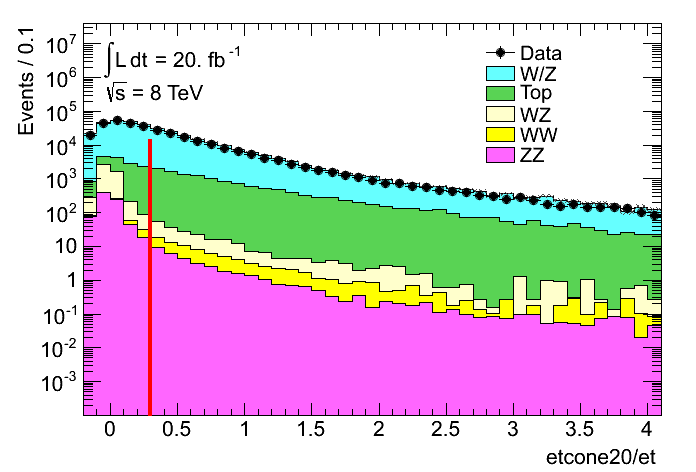 Events / 0.1
10⁷
10⁶
10⁵
10⁴
10³
10²
10
1
10⁻¹
10⁻²
10⁻³
∫ L dt = 20. fb⁻¹
√s = 8 TeV
Data
W/Z
Top
WZ
WW
ZZ
0 0.5 1 1.5 2 2.5 3 3.5 4
etcone20/et